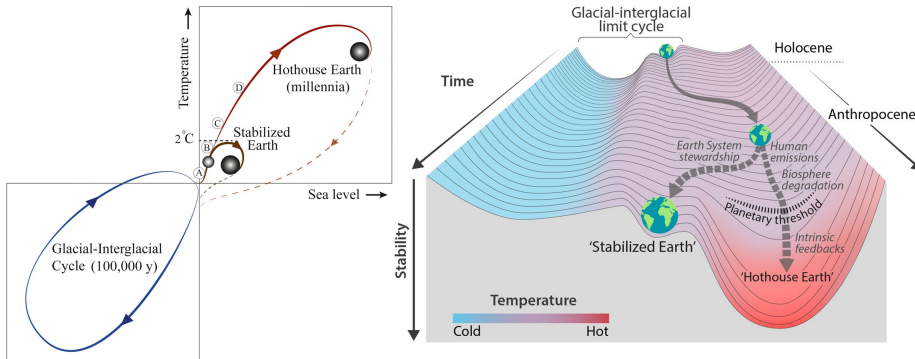 Temperature
Hothouse Earth
(millennia)
D
C
2 °C
Stabilized
Earth
B
A
Sea level
Glacial-Interglacial
Cycle (100,000 y)
Glacial-interglacial
limit cycle
Holocene
Time
Anthropocene
Earth System
stewardship
Human
emissions
Biosphere
degradation
Planetary threshold
Stability
'Stabilized Earth'
Intrinsic
feedbacks
'Hothouse Earth'
Temperature
Cold
Hot